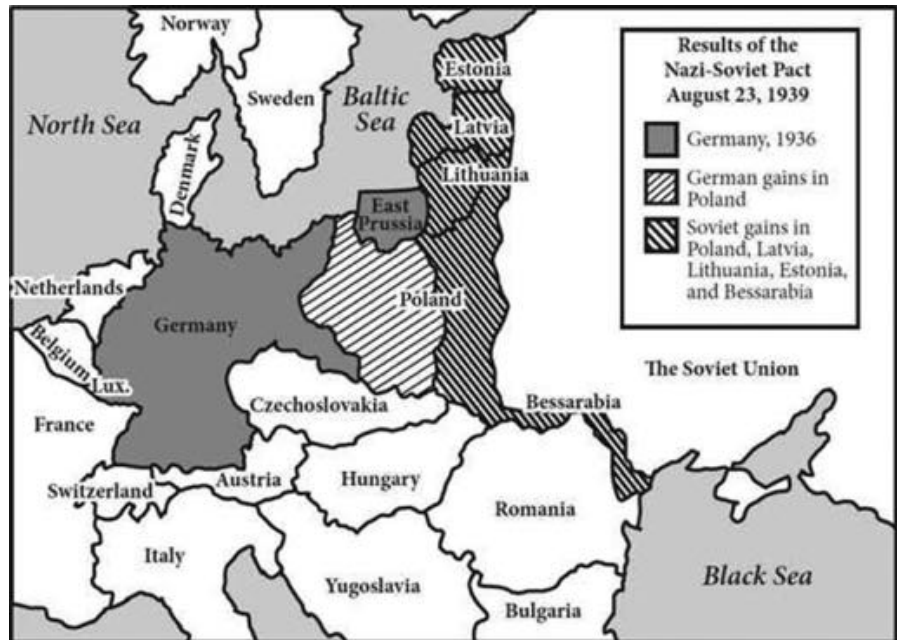 Norway
Sweden
Baltic
Sea
North Sea
Denmark
Estonia
Latvia
Lithuania
East
Prussia
Netherlands
Germany
Poland
Belgium
Lux.
Czechoslovakia
France
Bessarabia
The Soviet Union
Switzerland
Austria
Hungary
Romania
Italy
Yugoslavia
Bulgaria
Black Sea
Results of the
Nazi-Soviet Pact
August 23, 1939
Germany, 1936
German gains in
Poland
Soviet gains in
Poland, Latvia,
Lithuania, Estonia,
and Bessarabia